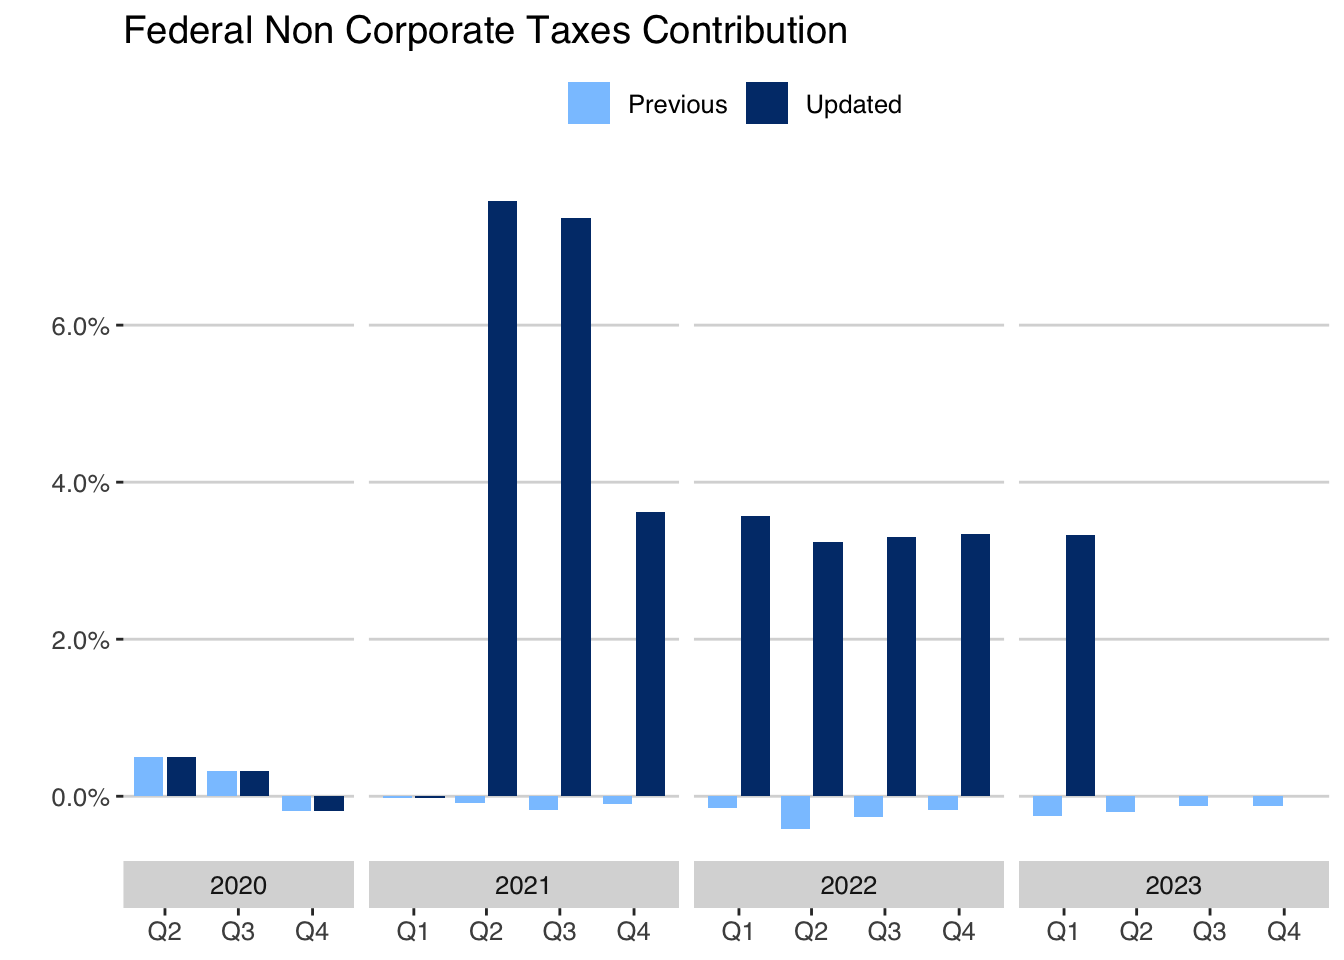 Federal Non Corporate Taxes Contribution
Previous Updated
6.0%
4.0%
2.0%
0.0%
2020 2021 2022 2023
Q2 Q3 Q4 Q1 Q2 Q3 Q4 Q1 Q2 Q3 Q4 Q1 Q2 Q3 Q4